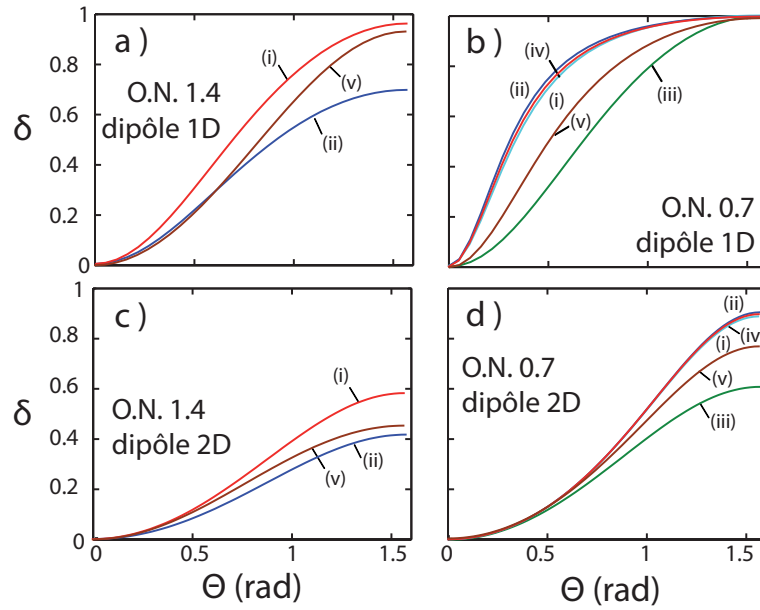 a )
O.N. 1.4
dipôle 1D
(i)
(v)
(ii)
δ
1
0.8
0.6
0.4
0.2
0
b )
(iv)
(ii)
(i)
(iii)
(v)
O.N. 0.7
dipôle 1D
c )
O.N. 1.4
dipôle 2D
(i)
(v)
(ii)
δ
1
0.8
0.6
0.4
0.2
0
0 0.5 1 1.5
Θ (rad)
d )
O.N. 0.7
dipôle 2D
(ii)
(iv)
(i)
(v)
(iii)
0 0.5 1 1.5
Θ (rad)